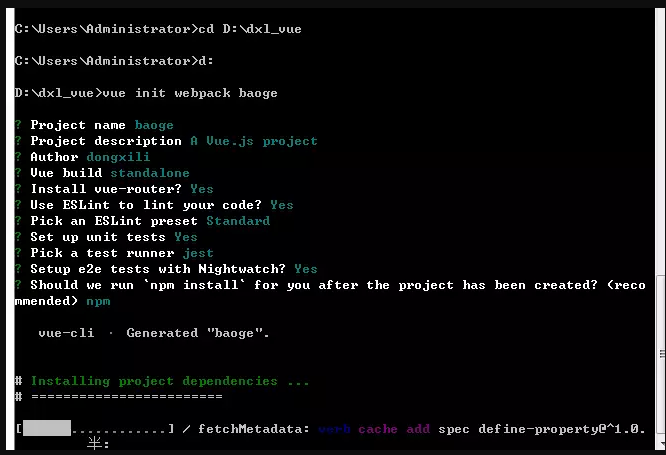 C:\Users\Administrator>cd D:\dxl_vue
C:\Users\Administrator>d:
D:\dxl_vue>vue init webpack baoge
? Project name baoge
? Project description A Vue.js project
? Author dongxili
? Vue build standalone
? Install vue-router? Yes
? Use ESLint to lint your code? Yes
? Pick an ESLint preset Standard
? Set up unit tests Yes
? Pick a test runner jest
? Setup e2e tests with Nightwatch? Yes
? Should we run `npm install` for you after the project has been created? (reco
mmended) npm
vue-cli · Generated "baoge".
# Installing project dependencies ...
# ========================
[......,.....] / fetchMetadata: verb cache add spec define-property@^1.0.
半: